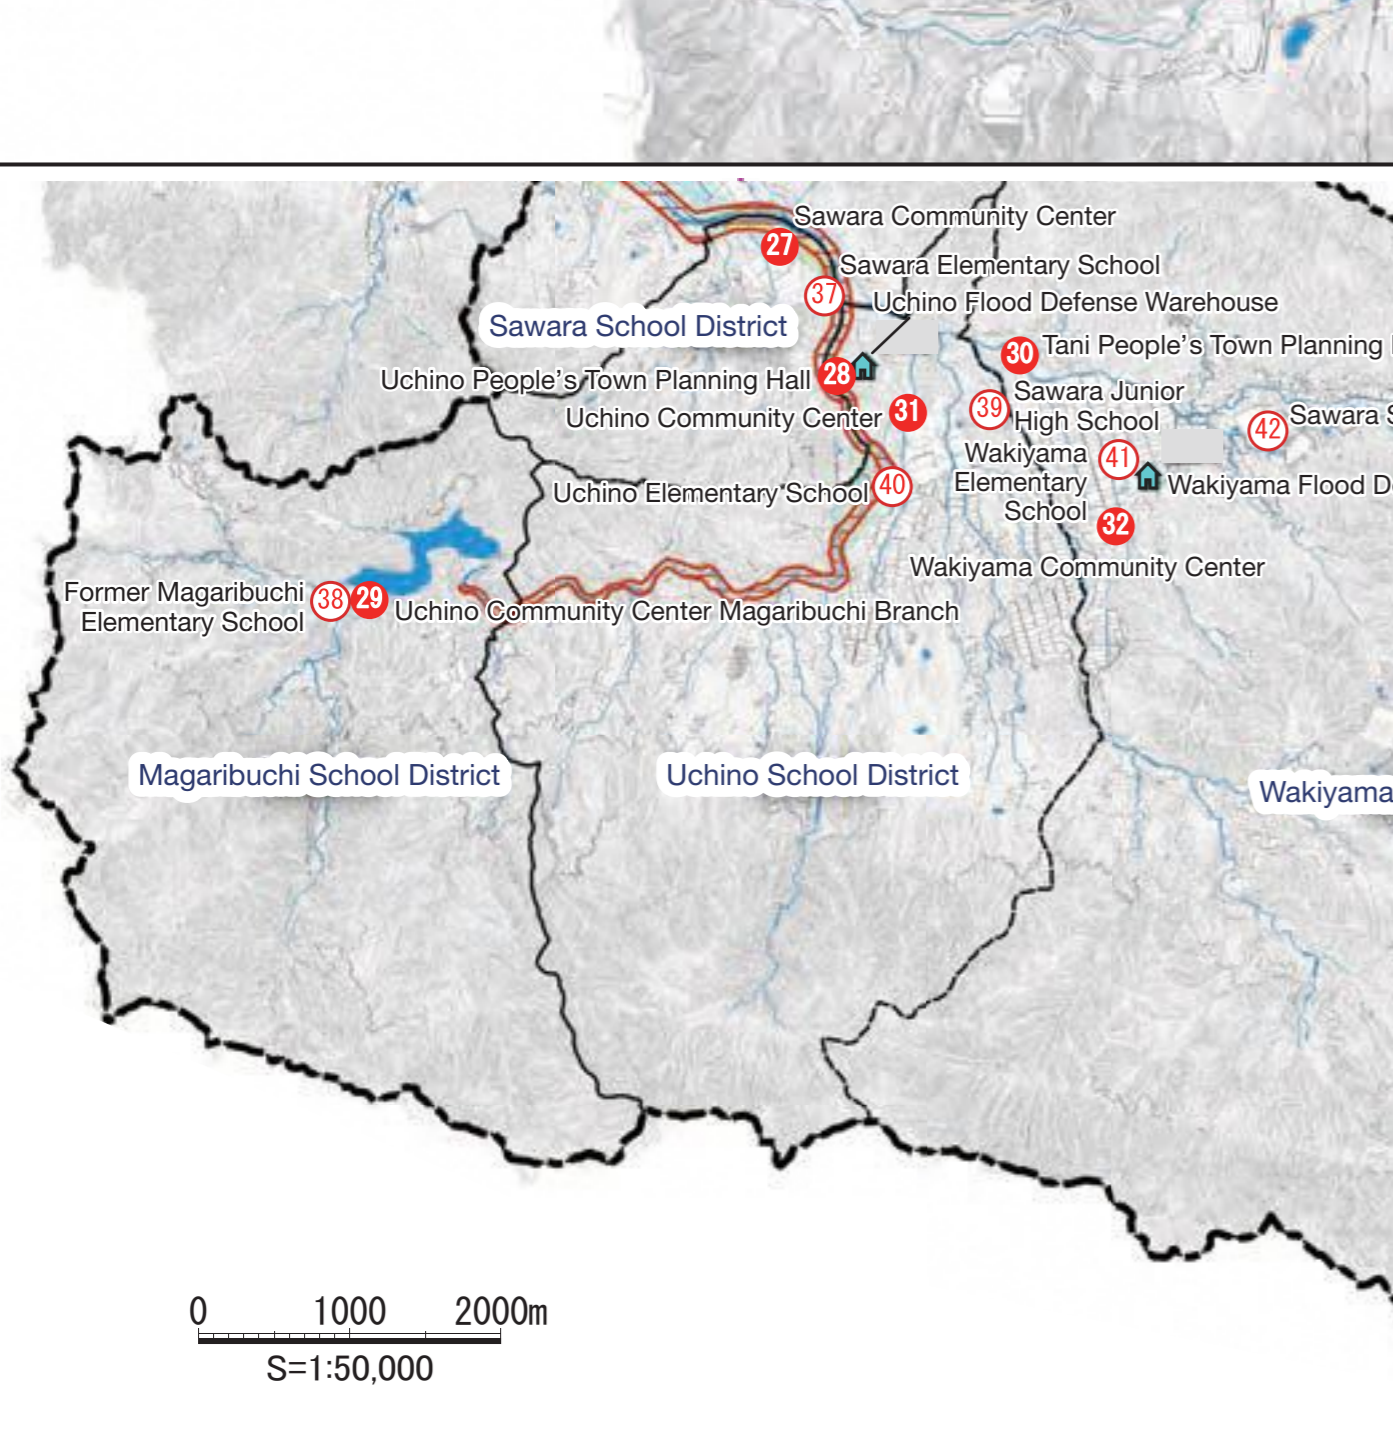 Sawara Community Center
27
Sawara Elementary School
37
Uchino Flood Defense Warehouse
Sawara School District
30
Tani People’s Town Planning
Uchino People’s Town Planning Hall
28
Sawara Junior
High School
39
Uchino Community Center
31
42
Sawara S
Wakiyama
Elementary
School
41
Wakiyama Flood De
Uchino Elementary School
40
32
Wakiyama Community Center
Former Magaribuchi
Elementary School
38
29
Uchino Community Center Magaribuchi Branch
Magaribuchi School District
Uchino School District
Wakiyama
0 1000 2000m
S=1:50,000